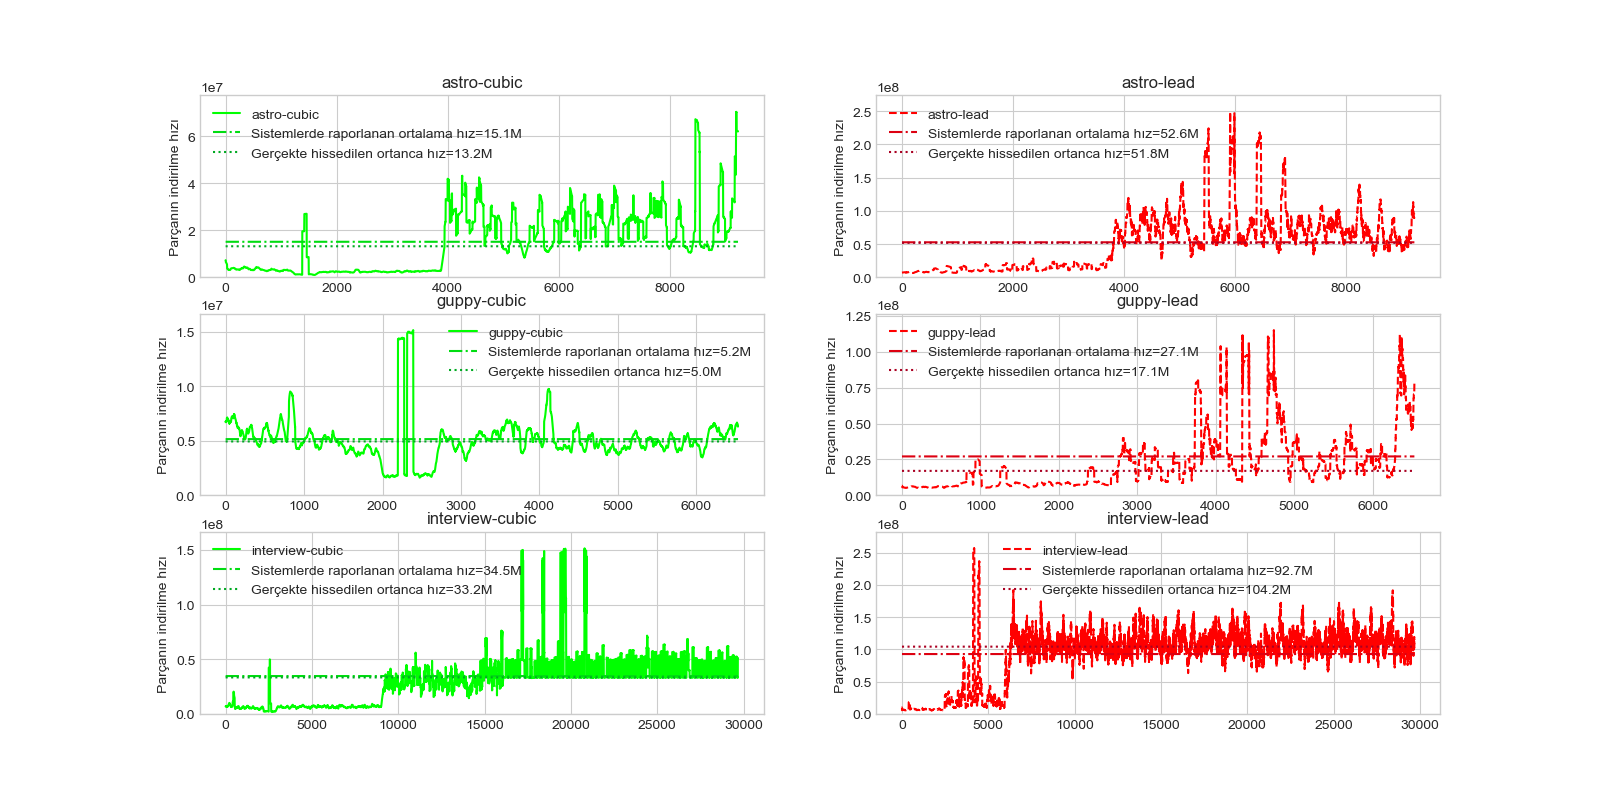 astro-cubic
1e7
Parçanın indirilme hızı
6
4
2
0
astro-cubic
Sistemlerde raporlanan ortalama hız=15.1M
Gerçekte hissedilen ortanca hız=13.2M
0 2000 4000 6000 8000
astro-lead
1e8
Parçanın indirilme hızı
2.5
2.0
1.5
1.0
0.5
0.0
astro-lead
Sistemlerde raporlanan ortalama hız=52.6M
Gerçekte hissedilen ortanca hız=51.8M
0 2000 4000 6000 8000
guppy-cubic
1e7
Parçanın indirilme hızı
1.5
1.0
0.5
0.0
guppy-cubic
Sistemlerde raporlanan ortalama hız=5.2M
Gerçekte hissedilen ortanca hız=5.0M
0 1000 2000 3000 4000 5000 6000
guppy-lead
1e8
Parçanın indirilme hızı
1.25
1.00
0.75
0.50
0.25
0.00
guppy-lead
Sistemlerde raporlanan ortalama hız=27.1M
Gerçekte hissedilen ortanca hız=17.1M
0 1000 2000 3000 4000 5000 6000
interview-cubic
1e8
Parçanın indirilme hızı
1.5
1.0
0.5
0.0
interview-cubic
Sistemlerde raporlanan ortalama hız=34.5M
Gerçekte hissedilen ortanca hız=33.2M
0 5000 10000 15000 20000 25000 30000
interview-lead
1e8
Parçanın indirilme hızı
2.5
2.0
1.5
1.0
0.5
0.0
interview-lead
Sistemlerde raporlanan ortalama hız=92.7M
Gerçekte hissedilen ortanca hız=104.2M
0 5000 10000 15000 20000 25000 30000